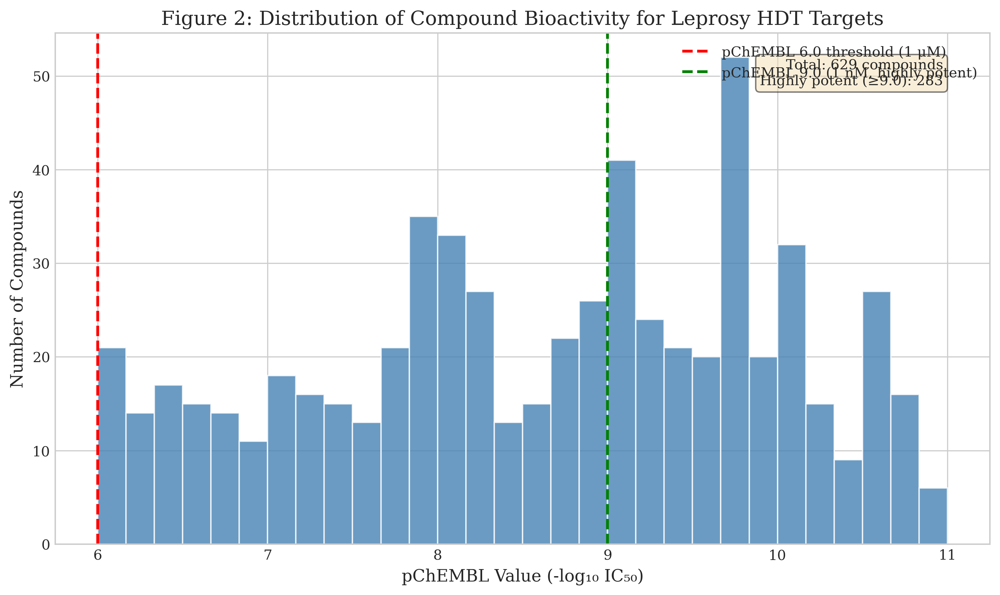 Figure 2: Distribution of Compound Bioactivity for Leprosy HDT Targets
pChEMBL 6.0 threshold (1 μM)
pChEMBL 9.0 (1 nM, highly potent)
Total: 629 compounds
Highly potent (≥9.0): 283
Number of Compounds
50
40
30
20
10
0
6 7 8 9 10 11
pChEMBL Value (-log₁₀ IC₅₀)